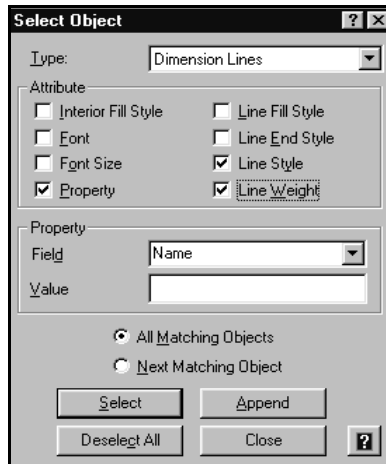 Select Object ? X
Type: Dimension Lines
Attribute
Interior Fill Style Line Fill Style
Font Line End Style
Font Size Line Style
Property Line Weight
Property
Field Name
Value
All Matching Objects
Next Matching Object
Select Append
Deselect All Close ?